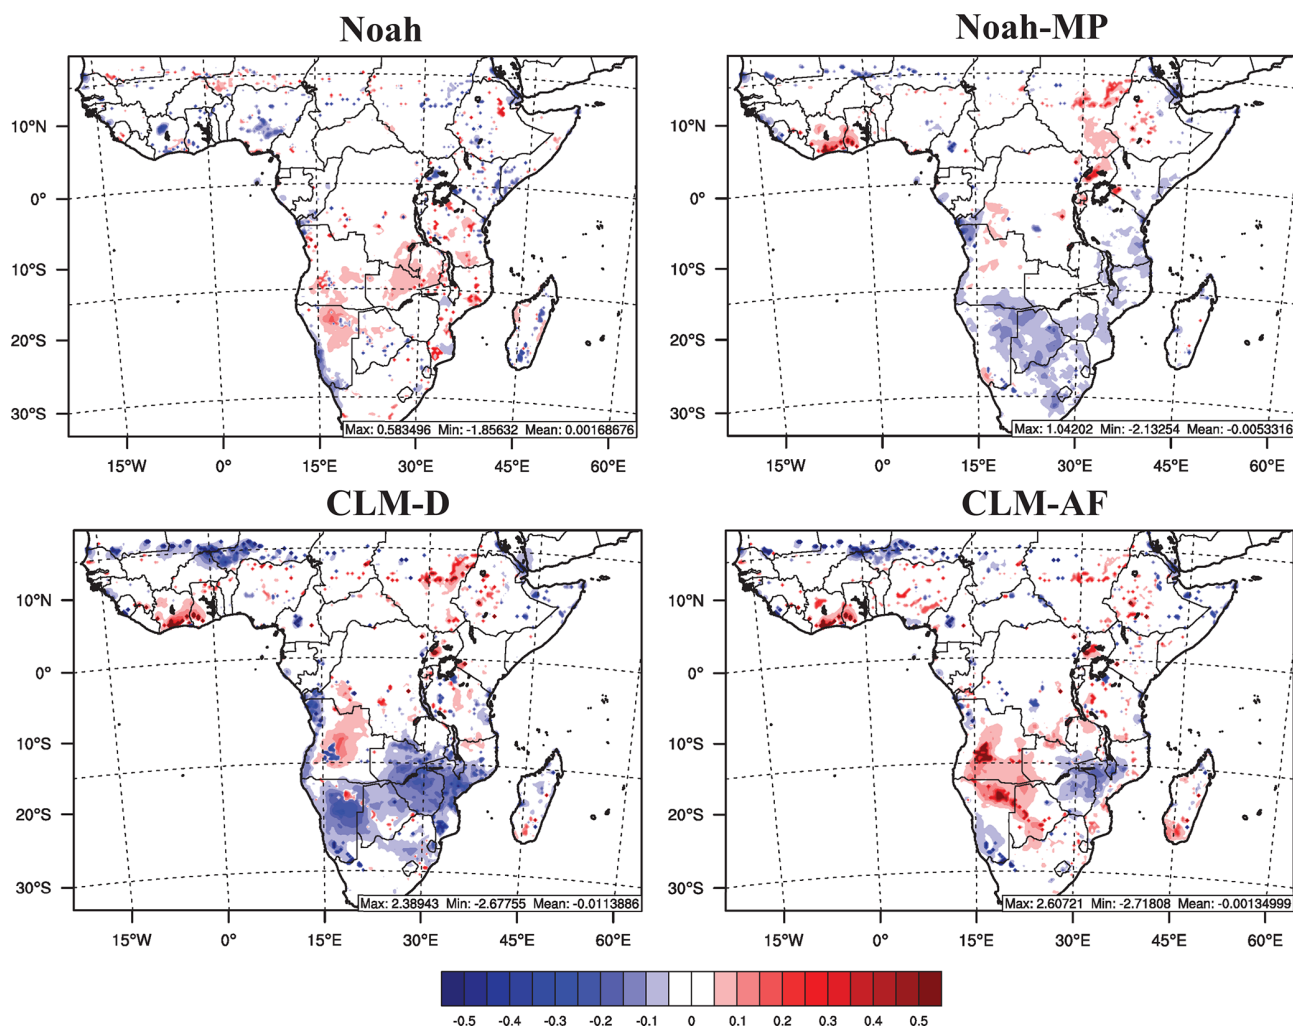 Noah
Noah-MP
10°N
0°
10°S
20°S
30°S
Max: 0.583496 Min: -1.85632 Mean: 0.00168676
15°W 0° 15°E 30°E 45°E 60°E
10°N
0°
10°S
20°S
30°S
Max: 1.04202 Min: -2.13254 Mean: -0.0053316
15°W 0° 15°E 30°E 45°E 60°E
CLM-D
CLM-AF
10°N
0°
10°S
20°S
30°S
Max: 2.38943 Min: -2.67755 Mean: -0.0113886
15°W 0° 15°E 30°E 45°E 60°E
10°N
0°
10°S
20°S
30°S
Max: 2.60721 Min: -2.71808 Mean: -0.00134999
15°W 0° 15°E 30°E 45°E 60°E
-0.5 -0.4 -0.3 -0.2 -0.1 0 0.1 0.2 0.3 0.4 0.5